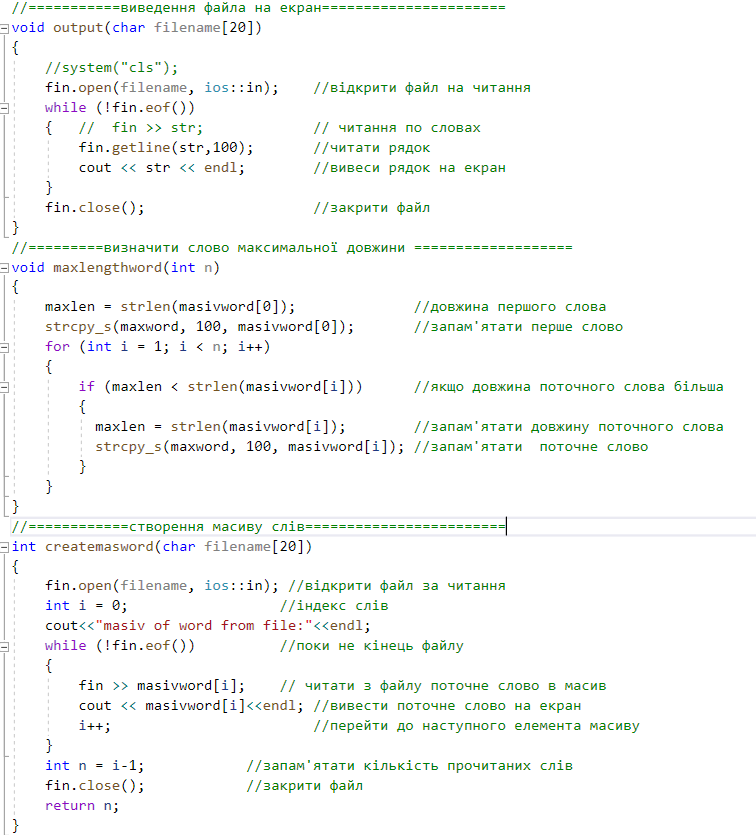 //===========виведення файла на екран======================
void output(char filename[20])
{
    //system("cls");
    fin.open(filename, ios::in);    //відкрити файл на читання
    while (!fin.eof())
    {   //  fin >> str;             // читання по словах
        fin.getline(str,100);       //читати рядок
        cout << str << endl;        //вивеси рядок на екран
    }
    fin.close();                    //закрити файл
}
//=========визначити слово максимальної довжини ===================
void maxlengthword(int n)
{
    maxlen = strlen(masivword[0]);              //довжина першого слова
    strcpy_s(maxword, 100, masivword[0]);       //запам'ятати перше слово
    for (int i = 1; i < n; i++)
    {
        if (maxlen < strlen(masivword[i]))      //якщо довжина поточного слова більша
        {
          maxlen = strlen(masivword[i]);        //запам'ятати довжину поточного слова
          strcpy_s(maxword, 100, masivword[i]); //запам'ятати  поточне слово
        }
    }
}
//============створення масиву слів========================
int createmasword(char filename[20])
{
    fin.open(filename, ios::in); //відкрити файл за читання
    int i = 0;                  //індекс слів
    cout<<"masiv of word from file:"<<endl;
    while (!fin.eof())          //поки не кінець файлу
    {
        fin >> masivword[i];    // читати з файлу поточне слово в масив
        cout << masivword[i]<<endl; //вивести поточне слово на екран
        i++;                        //перейти до наступного елемента масиву
    }
    int n = i-1;            //запам'ятати кількість прочитаних слів
    fin.close();            //закрити файл
    return n;
}